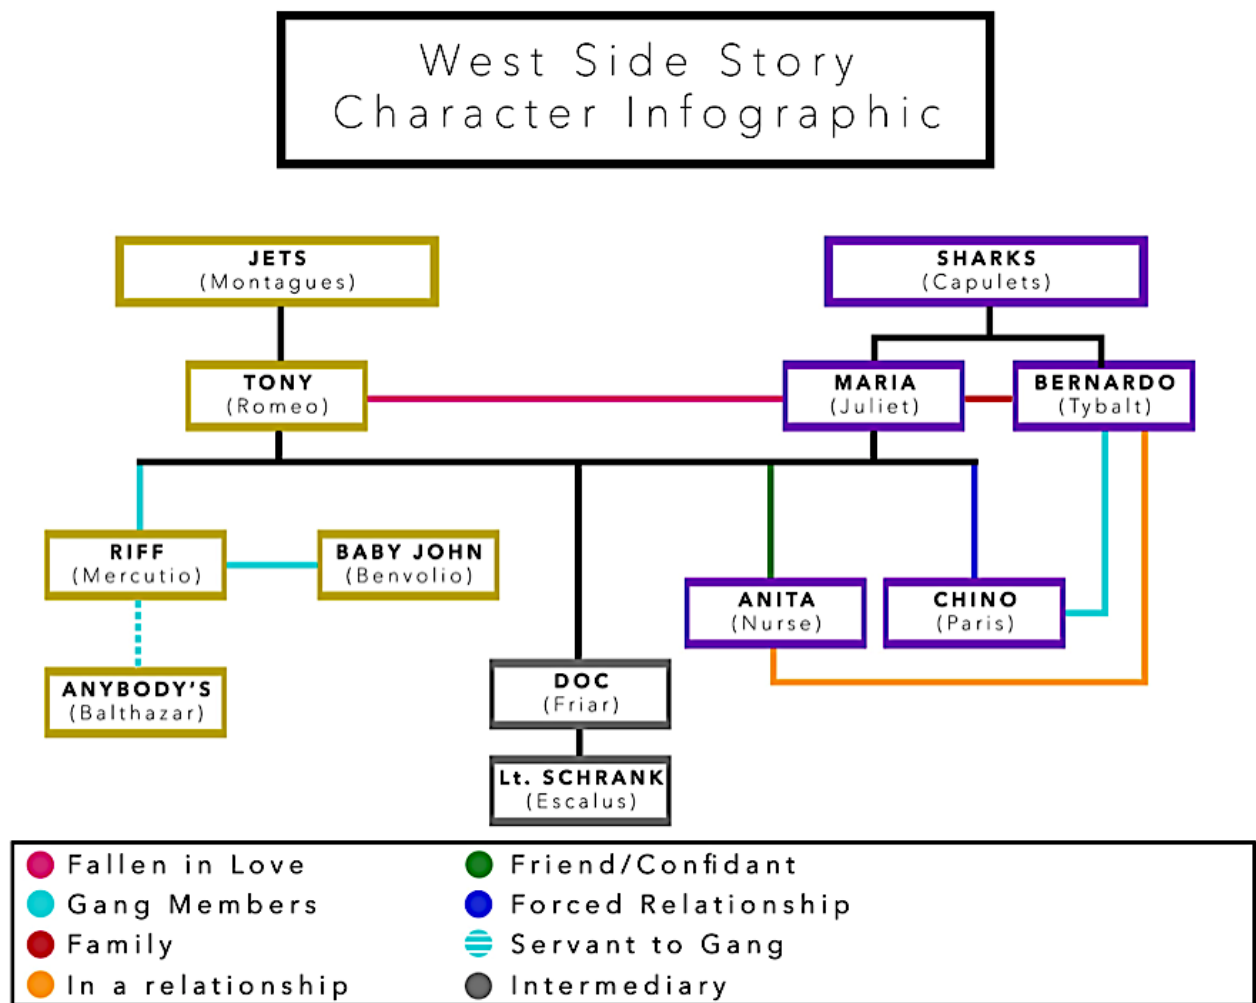 West Side Story
Character Infographic
JETS
(Montagues)
SHARKS
(Capulets)
TONY
(Romeo)
MARIA
(Juliet)
BERNARDO
(Tybalt)
RIFF
(Mercutio)
BABY JOHN
(Benvolio)
ANITA
(Nurse)
CHINO
(Paris)
ANYBODY'S
(Balthazar)
DOC
(Friar)
Lt. SCHRANK
(Escalus)
Fallen in Love
Gang Members
Family
In a relationship
Friend/Confidant
Forced Relationship
Servant to Gang
Intermediary